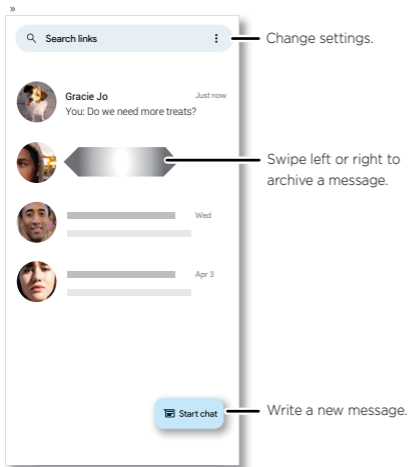 »
Search links
Change settings.
Gracie Jo
Just now
You: Do we need more treats?
Swipe left or right to
archive a message.
Wed
Apr 3
Start chat
Write a new message.